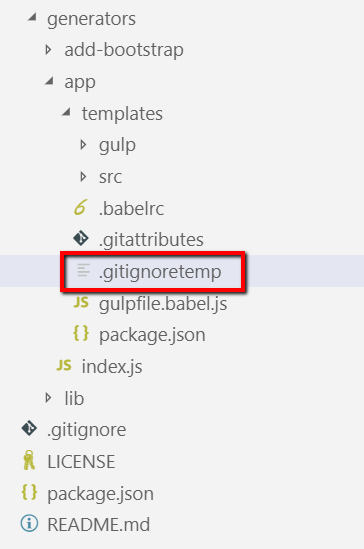 generators
add-bootstrap
app
templates
gulp
src
.babelrc
.gitattributes
.gitignoretemp
JS gulpfile.babel.js
{} package.json
JS index.js
lib
.gitignore
LICENSE
{} package.json
README.md